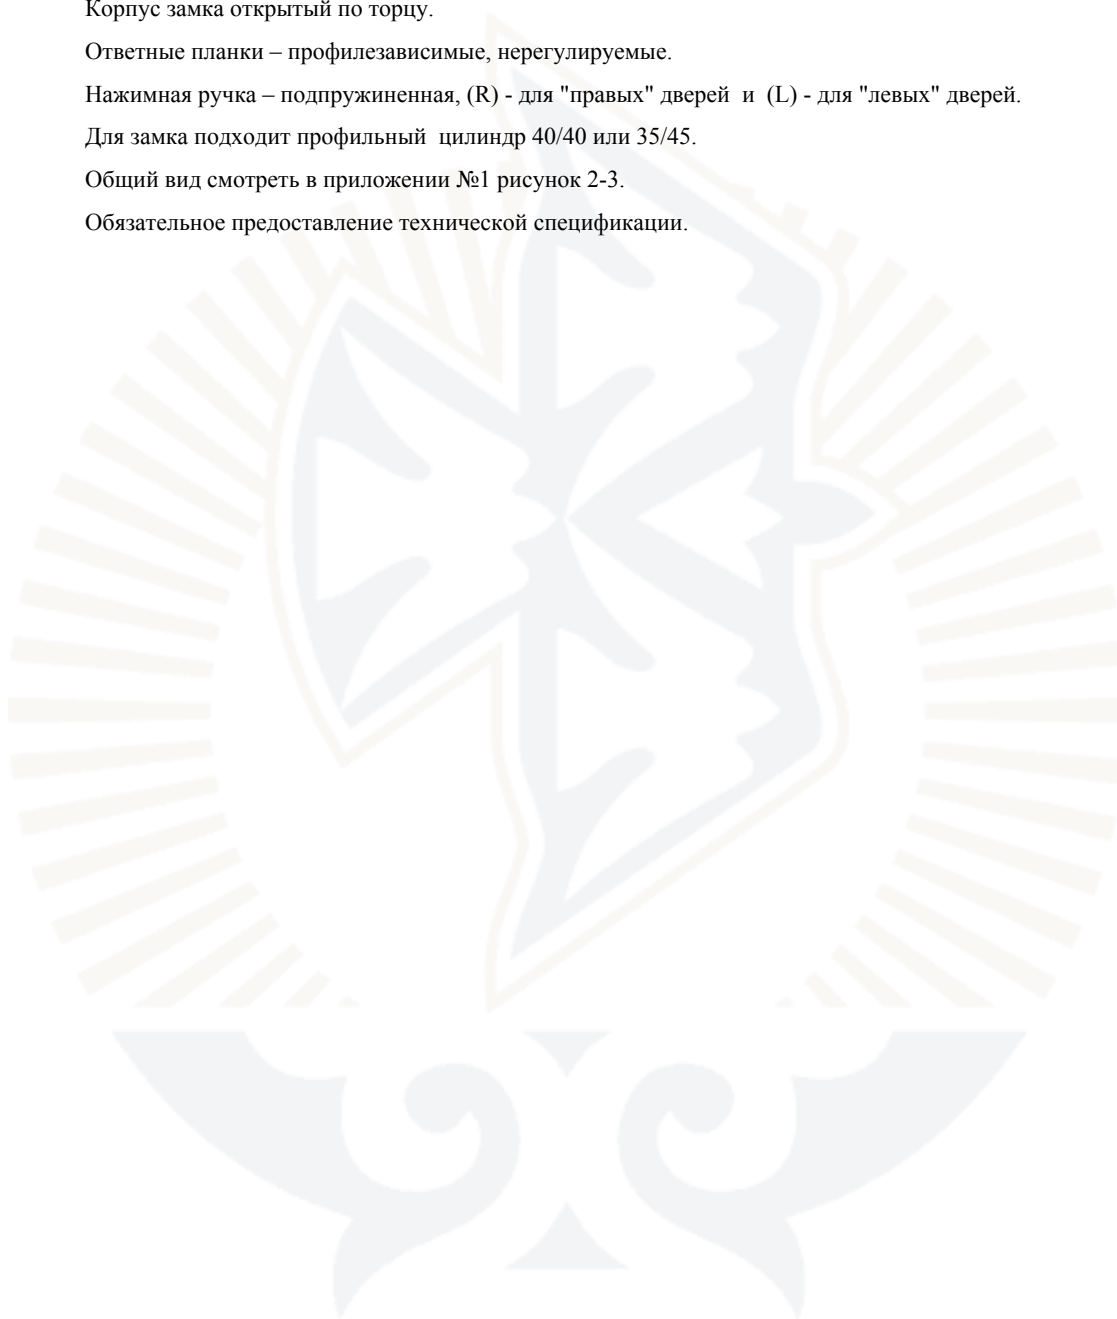 Корпус замка открытый по торцу.
Ответные планки – профилезависимые, нерегулируемые.
Нажимная ручка – подпружиненная, (R) - для "правых" дверей  и  (L) - для "левых" дверей.
Для замка подходит профильный  цилиндр 40/40 или 35/45.
Общий вид смотреть в приложении №1 рисунок 2-3.
Обязательное предоставление технической спецификации.